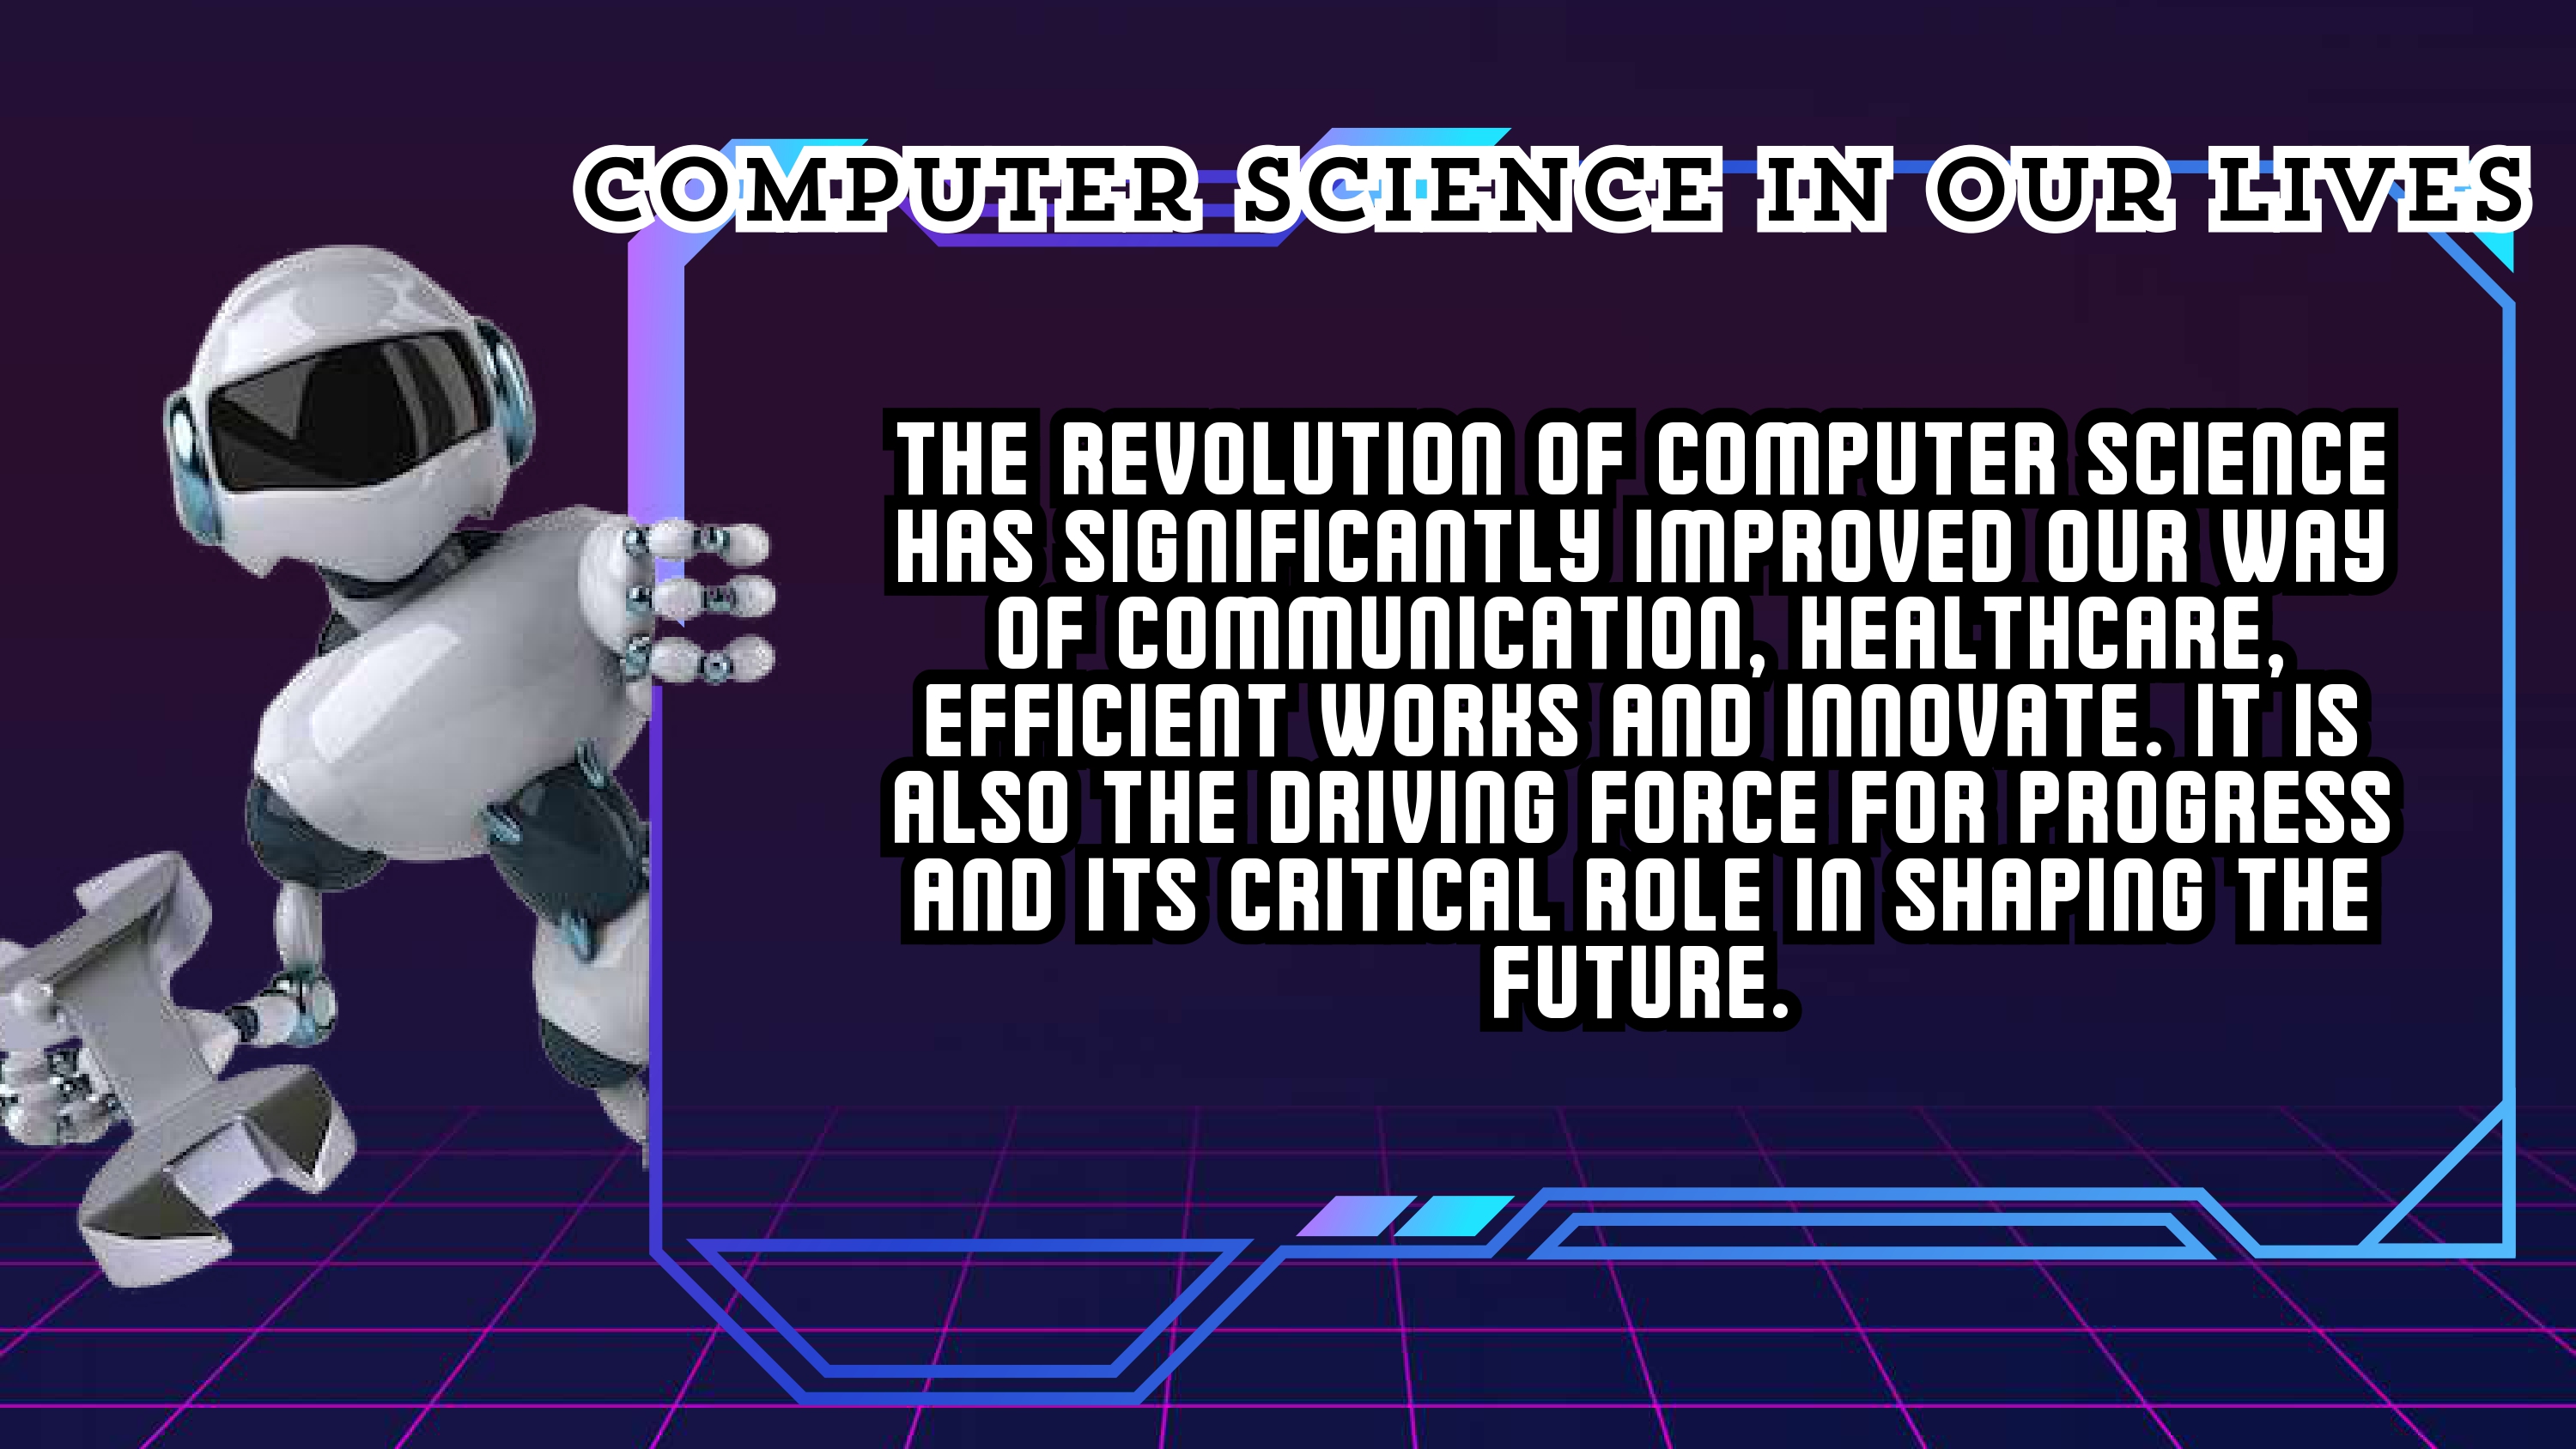 COMPUTER SCIENCE IN OUR LIVES
THE REVOLUTION OF COMPUTER SCIENCE
HAS SIGNIFICANTLY IMPROVED OUR WAY
OF COMMUNICATION, HEALTHCARE,
EFFICIENT WORKS AND INNOVATE. IT IS
ALSO THE DRIVING FORCE FOR PROGRESS
AND ITS CRITICAL ROLE IN SHAPING THE
FUTURE.